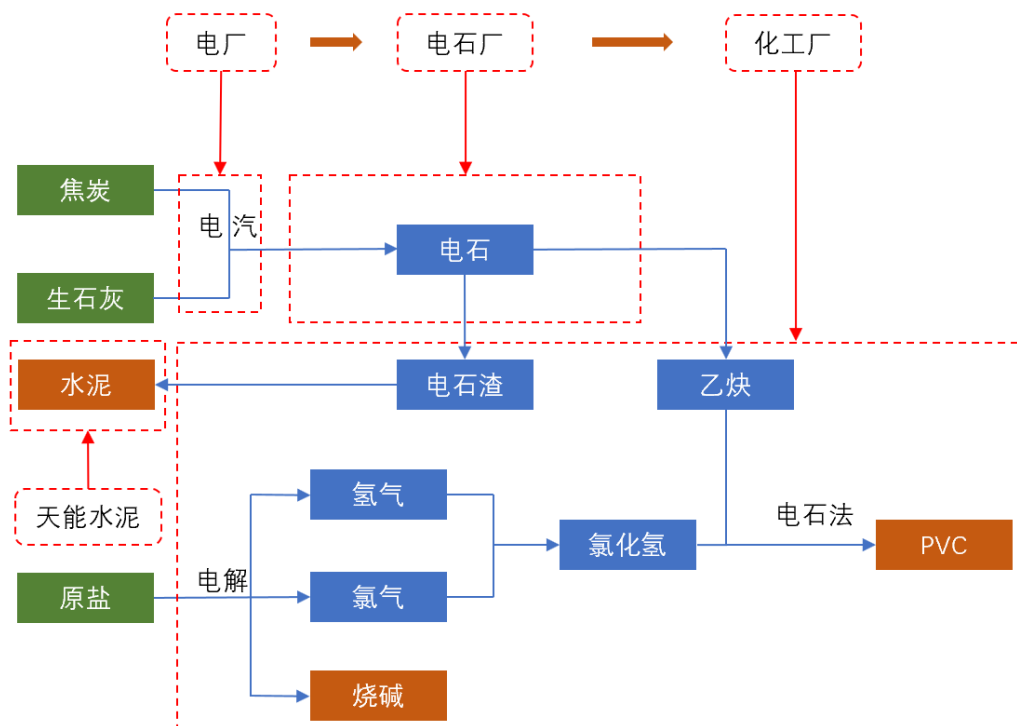 电厂
电石厂
化工厂
焦炭
电 汽
电石
生石灰
水泥
电石渣
乙炔
天能水泥
氢气
电石法
氯化氢
PVC
原盐
电解
氯气
烧碱